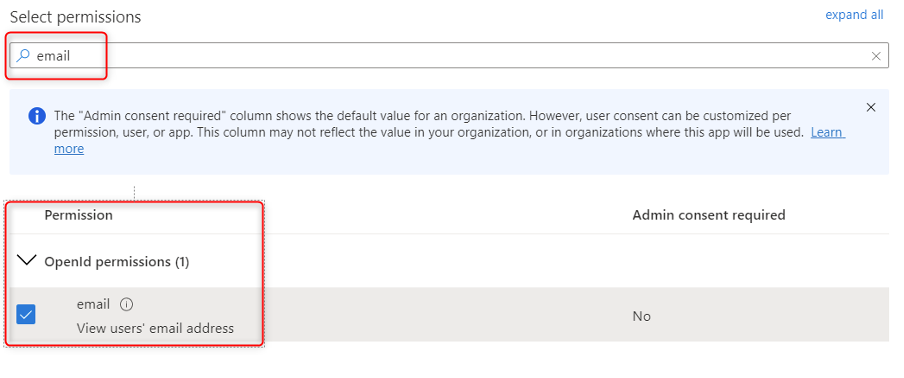 Select permissions
expand all
email
The "Admin consent required" column shows the default value for an organization. However, user consent can be customized per
permission, user, or app. This column may not reflect the value in your organization, or in organizations where this app will be used. Learn
more
Permission
Admin consent required
OpenId permissions (1)
email
No
View users' email address